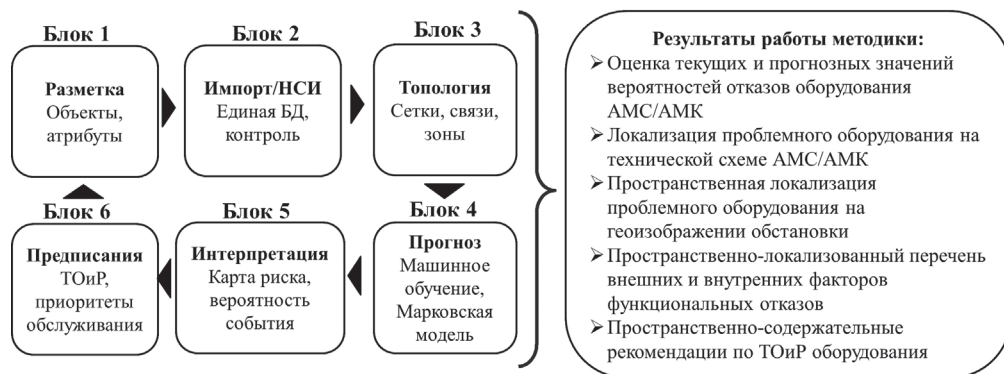 Блок 1
Разметка
Объекты,
атрибуты
Блок 2
Импорт/НСИ
Единая БД,
контроль
Блок 3
Топология
Сетки, связи,
зоны
Блок 4
Прогноз
Машинное
обучение,
Марковская
модель
Блок 5
Интерпретация
Карта риска,
вероятность
события
Блок 6
Предписания
ТОиР,
приоритеты
обслуживания
Результаты работы методики:
Оценка текущих и прогнозных значений
вероятностей отказов оборудования
АМС/АМК
Локализация проблемного оборудования на
технической схеме АМС/АМК
Пространственная локализация
проблемного оборудования на
геоизображении обстановки
Пространственно-локализованный перечень
внешних и внутренних факторов
функциональных отказов
Пространственно-содержательные
рекомендации по ТОиР оборудования